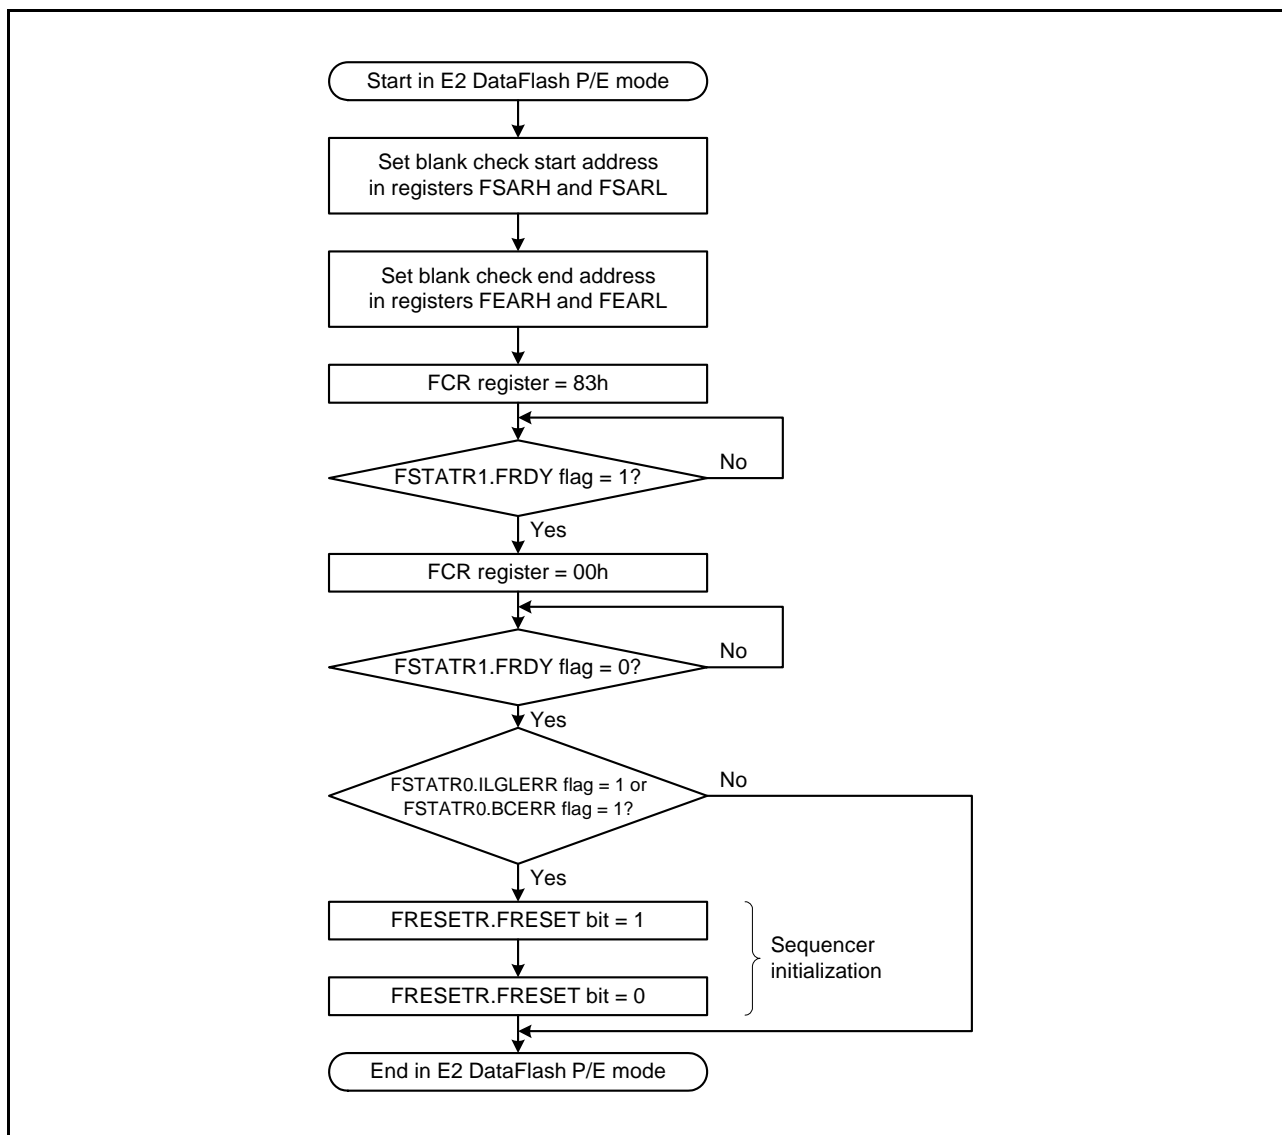 Start in E2 DataFlash P/E mode
Set blank check start address
in registers FSARH and FSARL
Set blank check end address
in registers FEARH and FEARL
FCR register = 83h
FSTATR1.FRDY flag = 1?
No
Yes
FCR register = 00h
FSTATR1.FRDY flag = 0?
No
Yes
FSTATR0.ILGLERR flag = 1 or
FSTATR0.BCERR flag = 1?
No
Yes
FRESETR.FRESET bit = 1
Sequencer
initialization
FRESETR.FRESET bit = 0
End in E2 DataFlash P/E mode